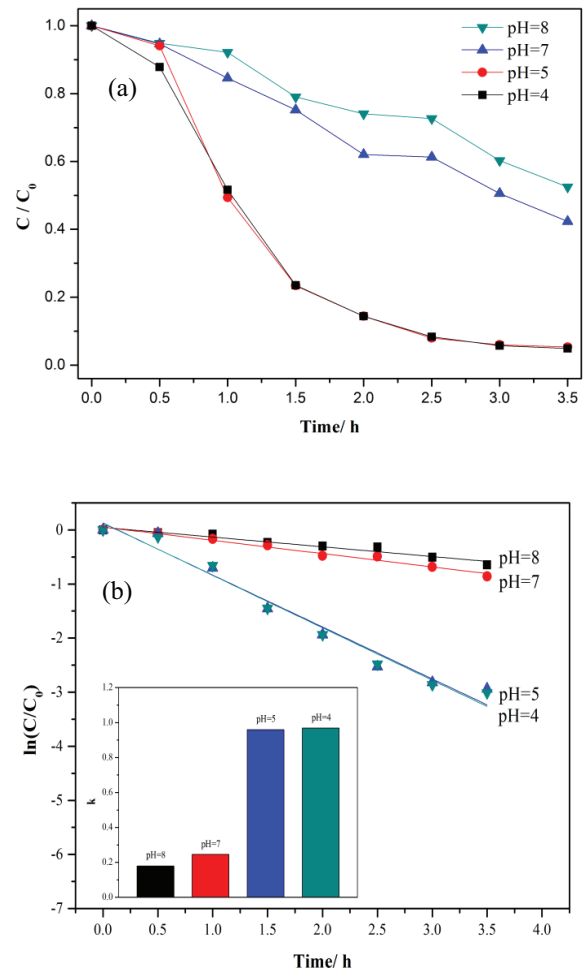 1.0
0.8
0.6
0.4
0.2
0.0
C / C0
(a)
pH=8
pH=7
pH=5
pH=4
0.0 0.5 1.0 1.5 2.0 2.5 3.0 3.5
Time/ h
0
-1
-2
-3
-4
-5
-6
-7
ln(C/C0)
(b)
pH=8
pH=7
pH=5
pH=4
1.2
1.0
0.8
0.6
0.4
0.2
0.0
k
pH=8
pH=7
pH=5
pH=4
0.0 0.5 1.0 1.5 2.0 2.5 3.0 3.5 4.0
Time/ h